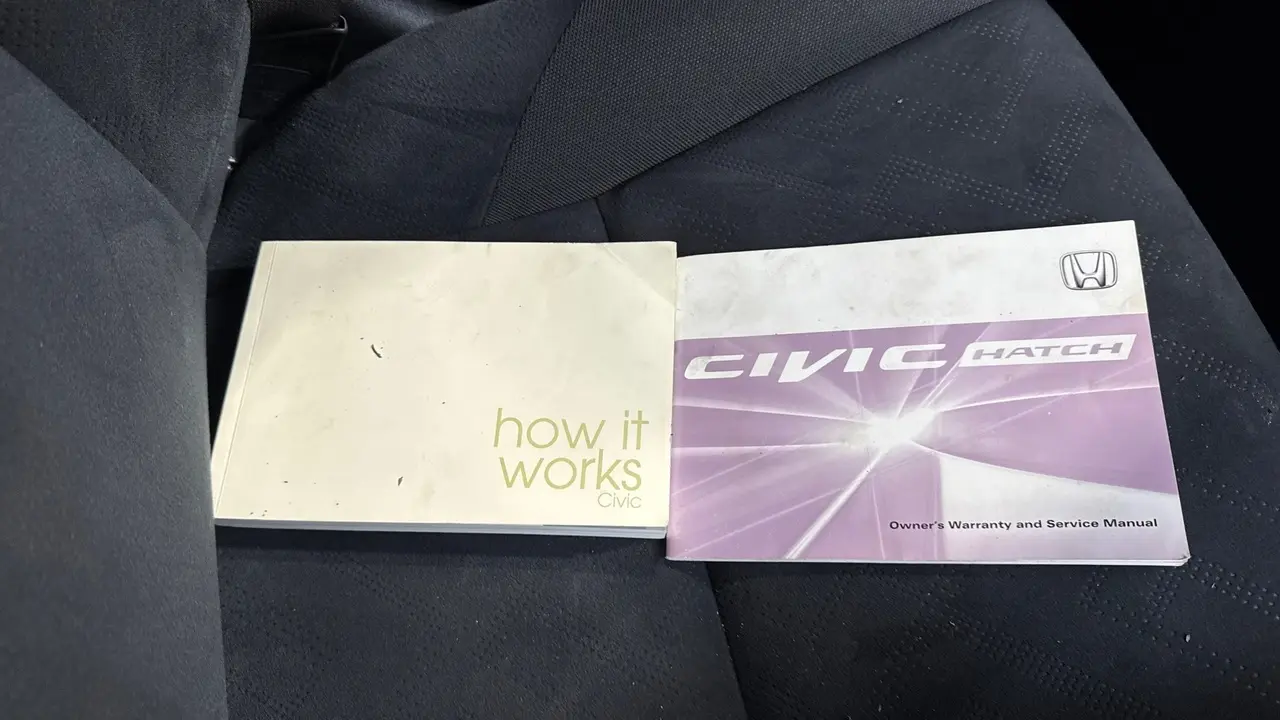 how it
works
Civic
CIVIC HATCH
Owner's Warranty and Service Manual